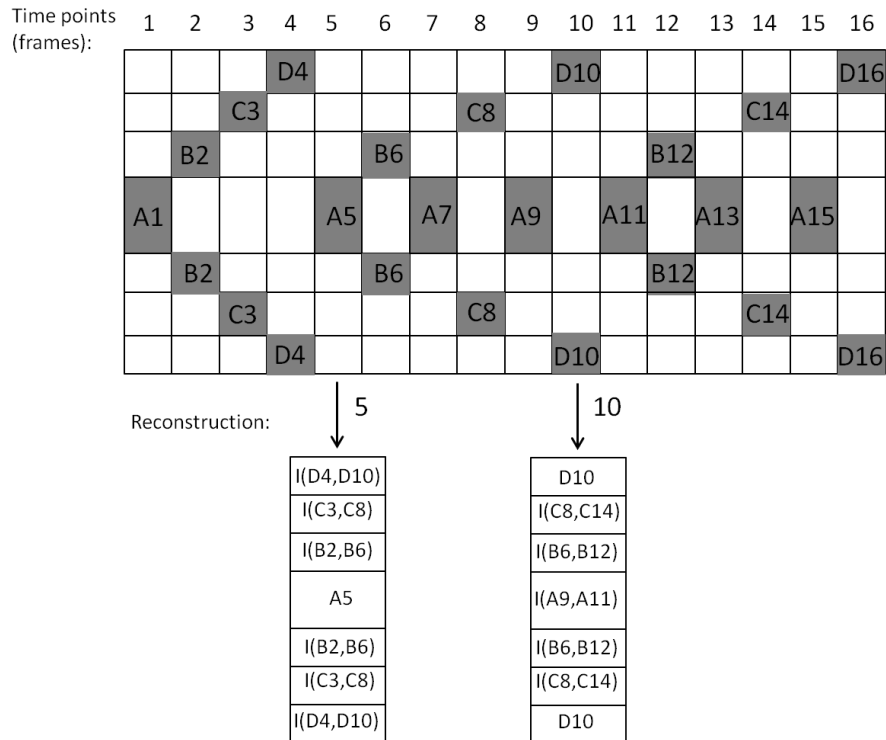 Time points (frames): 1 2 3 4 5 6 7 8 9 10 11 12 13 14 15 16
D4 D10 D16
C3 C8 C14
B2 B6 B12
A1 A5 A7 A9 A11 A13 A15
B2 B6 B12
C3 C8 C14
D4 D10 D16
Reconstruction: 5 10
I(D4,D10) D10
I(C3,C8) I(C8,C14)
I(B2,B6) I(B6,B12)
A5 I(A9,A11)
I(B2,B6) I(B6,B12)
I(C3,C8) I(C8,C14)
I(D4,D10) D10